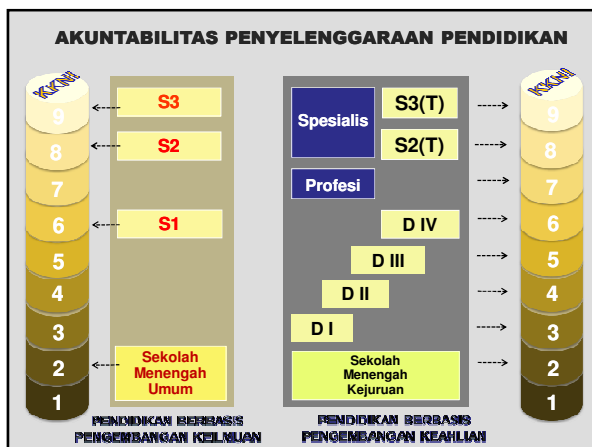 AKUNTABILITAS PENYELENGGARAAN PENDIDIKAN
KKNI
9
8
7
6
5
4
3
2
1
S3
S2
S1
Sekolah
Menengah
Umum
PENDIDIKAN BERBASIS
PENGEMBANGAN KEILMUAN
Spesialis
S3(T)
S2(T)
Profesi
D IV
D III
D II
D I
Sekolah
Menengah
Kejuruan
PENDIDIKAN BERBASIS
PENGEMBANGAN KEAHLIAN
KKNI
9
8
7
6
5
4
3
2
1